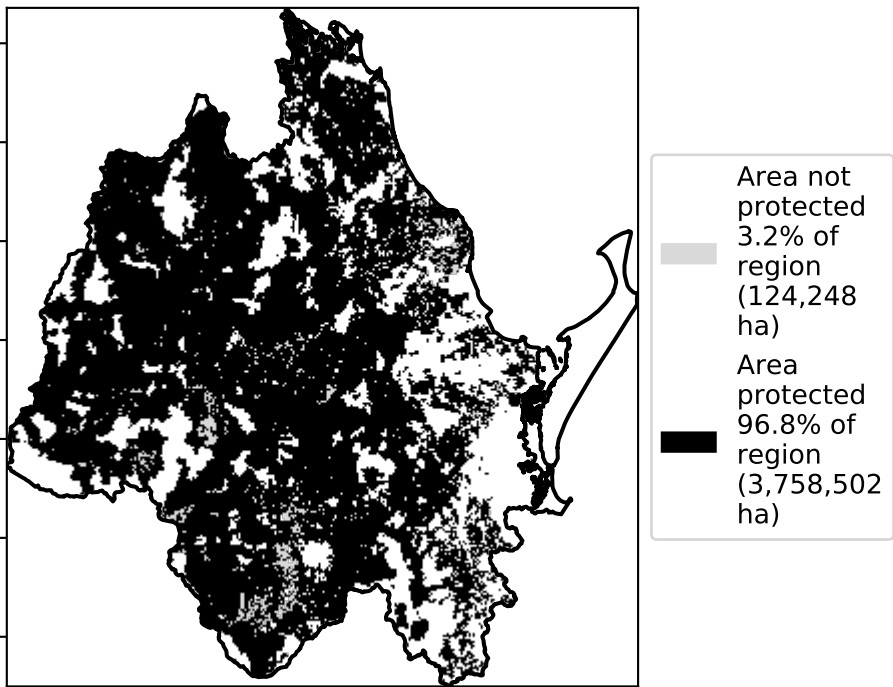 Area not
protected
3.2% of
region
(124,248
ha)
Area
protected
96.8% of
region
(3,758,502
ha)